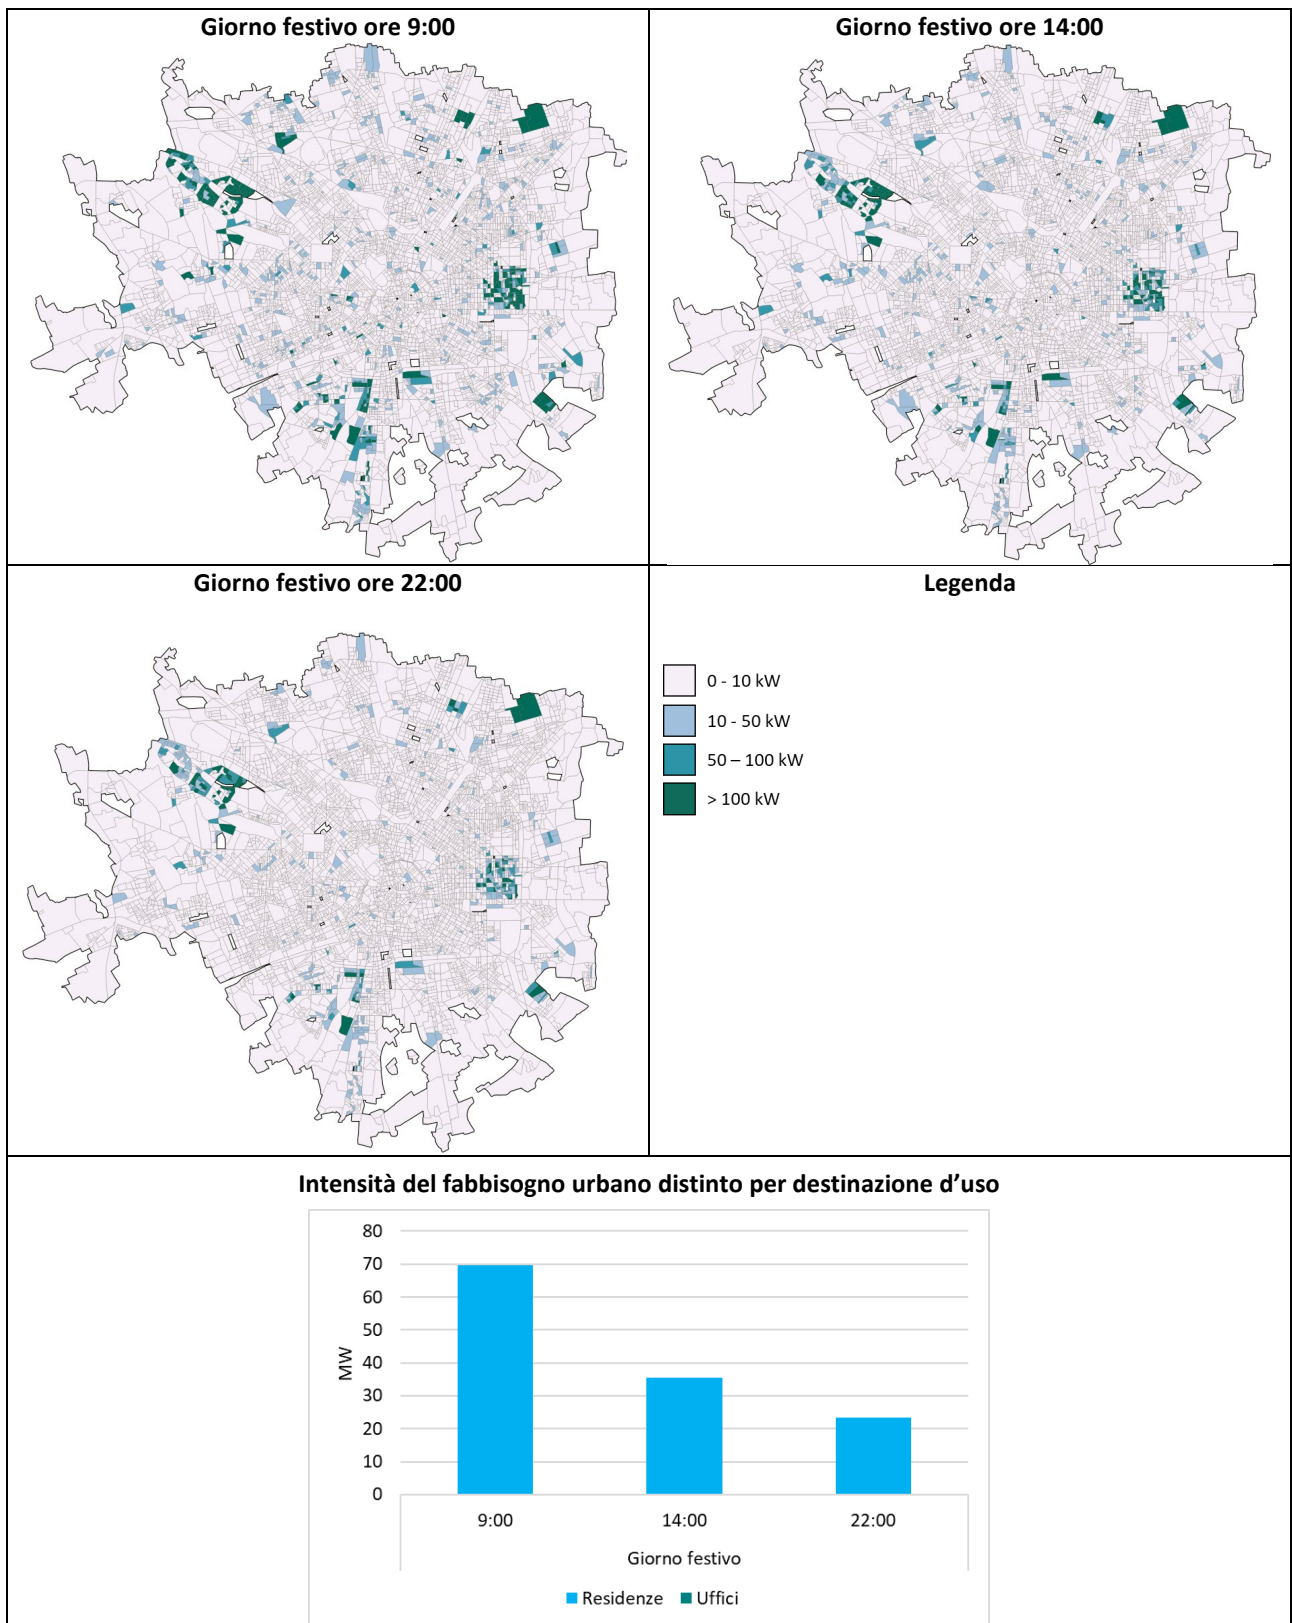 Giorno festivo ore 9:00
Giorno festivo ore 14:00
Giorno festivo ore 22:00
Legenda
0 - 10 kW
10 - 50 kW
50 – 100 kW
> 100 kW
Intensità del fabbisogno urbano distinto per destinazione d’uso
80
70
60
50
40
30
20
10
0
MW
9:00
14:00
22:00
Giorno festivo
Residenze
Uffici